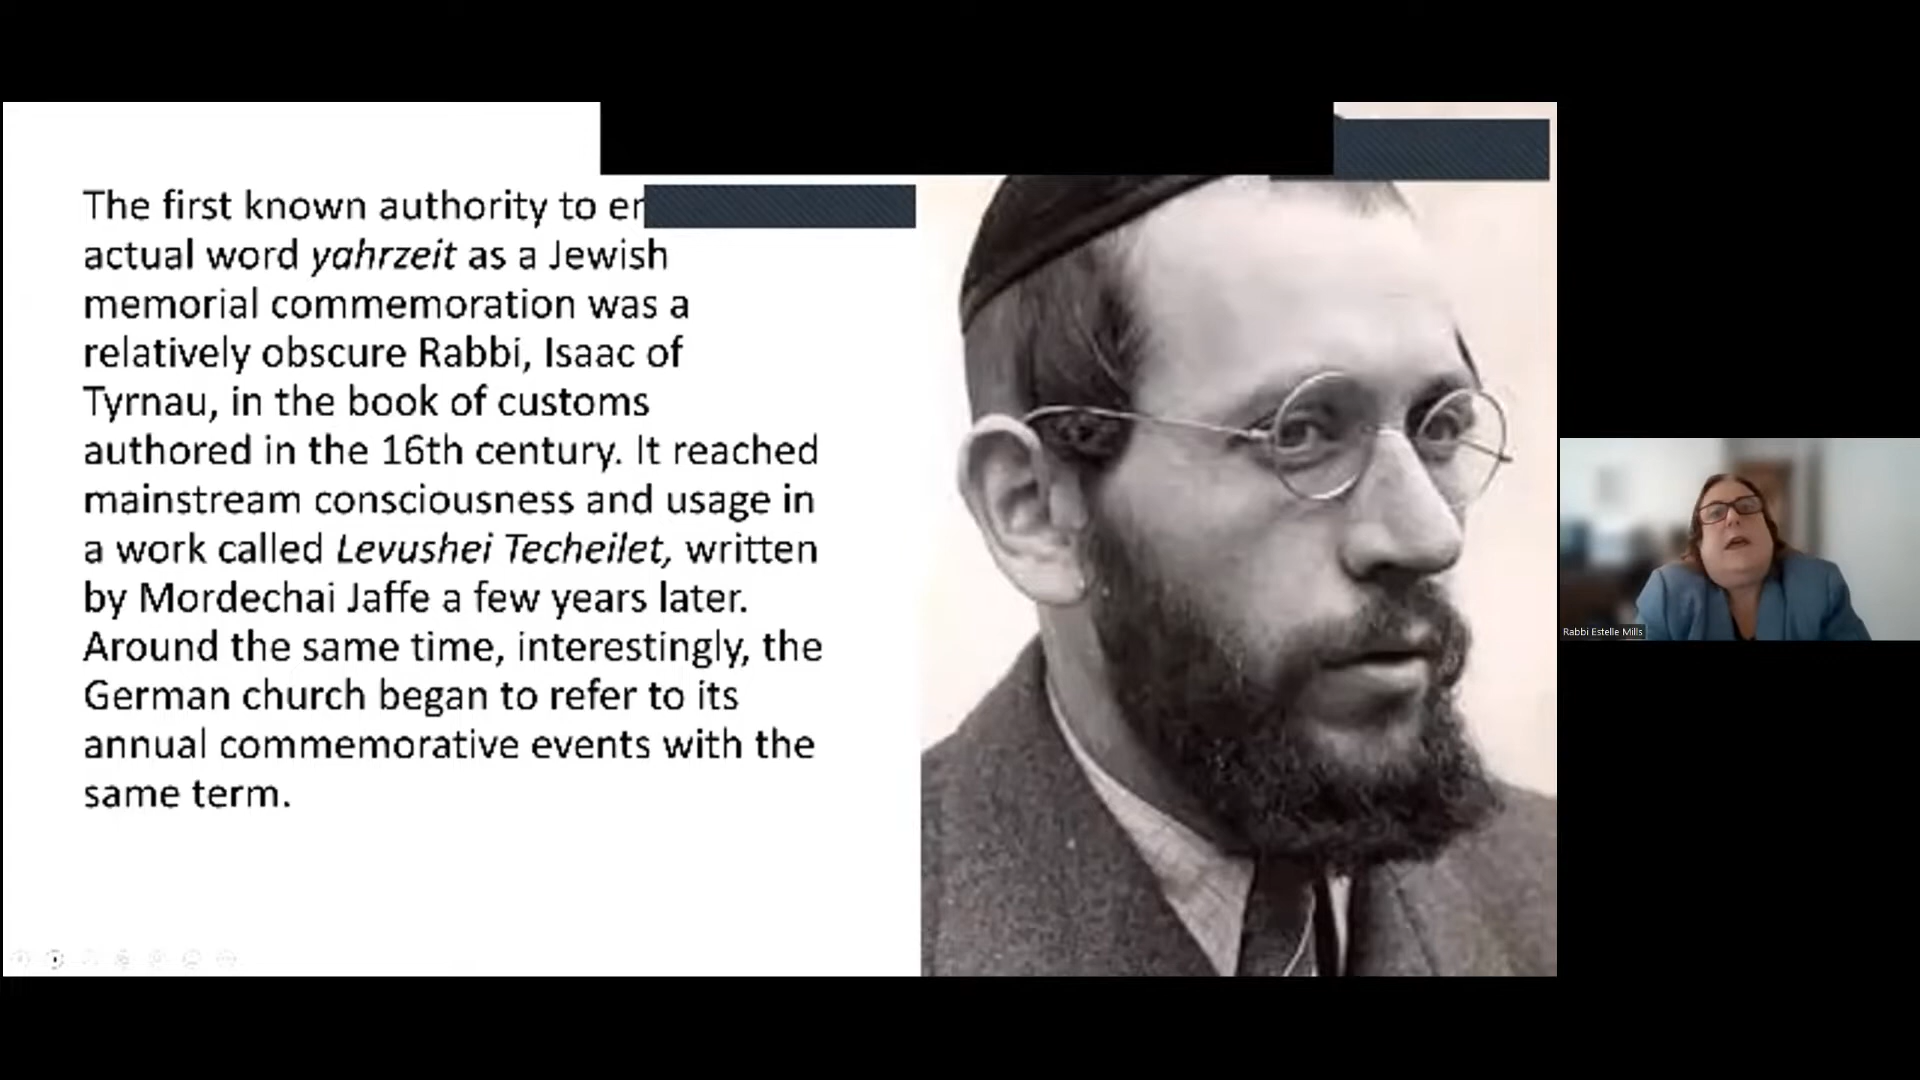 The first known authority to
actual word yahrzeit as a Jewish
memorial commemoration was a
relatively obscure Rabbi, Isaac of
Tyrnau, in the book of customs
authored in the 16th century. It reached
mainstream consciousness and usage in
a work called Levushei Techeilet, written
by Mordechai Jaffe a few years later.
Around the same time, interestingly, the
German church began to refer to its
annual commemorative events with the
same term.
Rabbi Estelle Mills